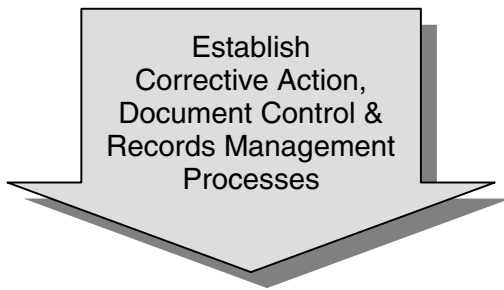 Establish
Corrective Action,
Document Control &
Records Management
Processes